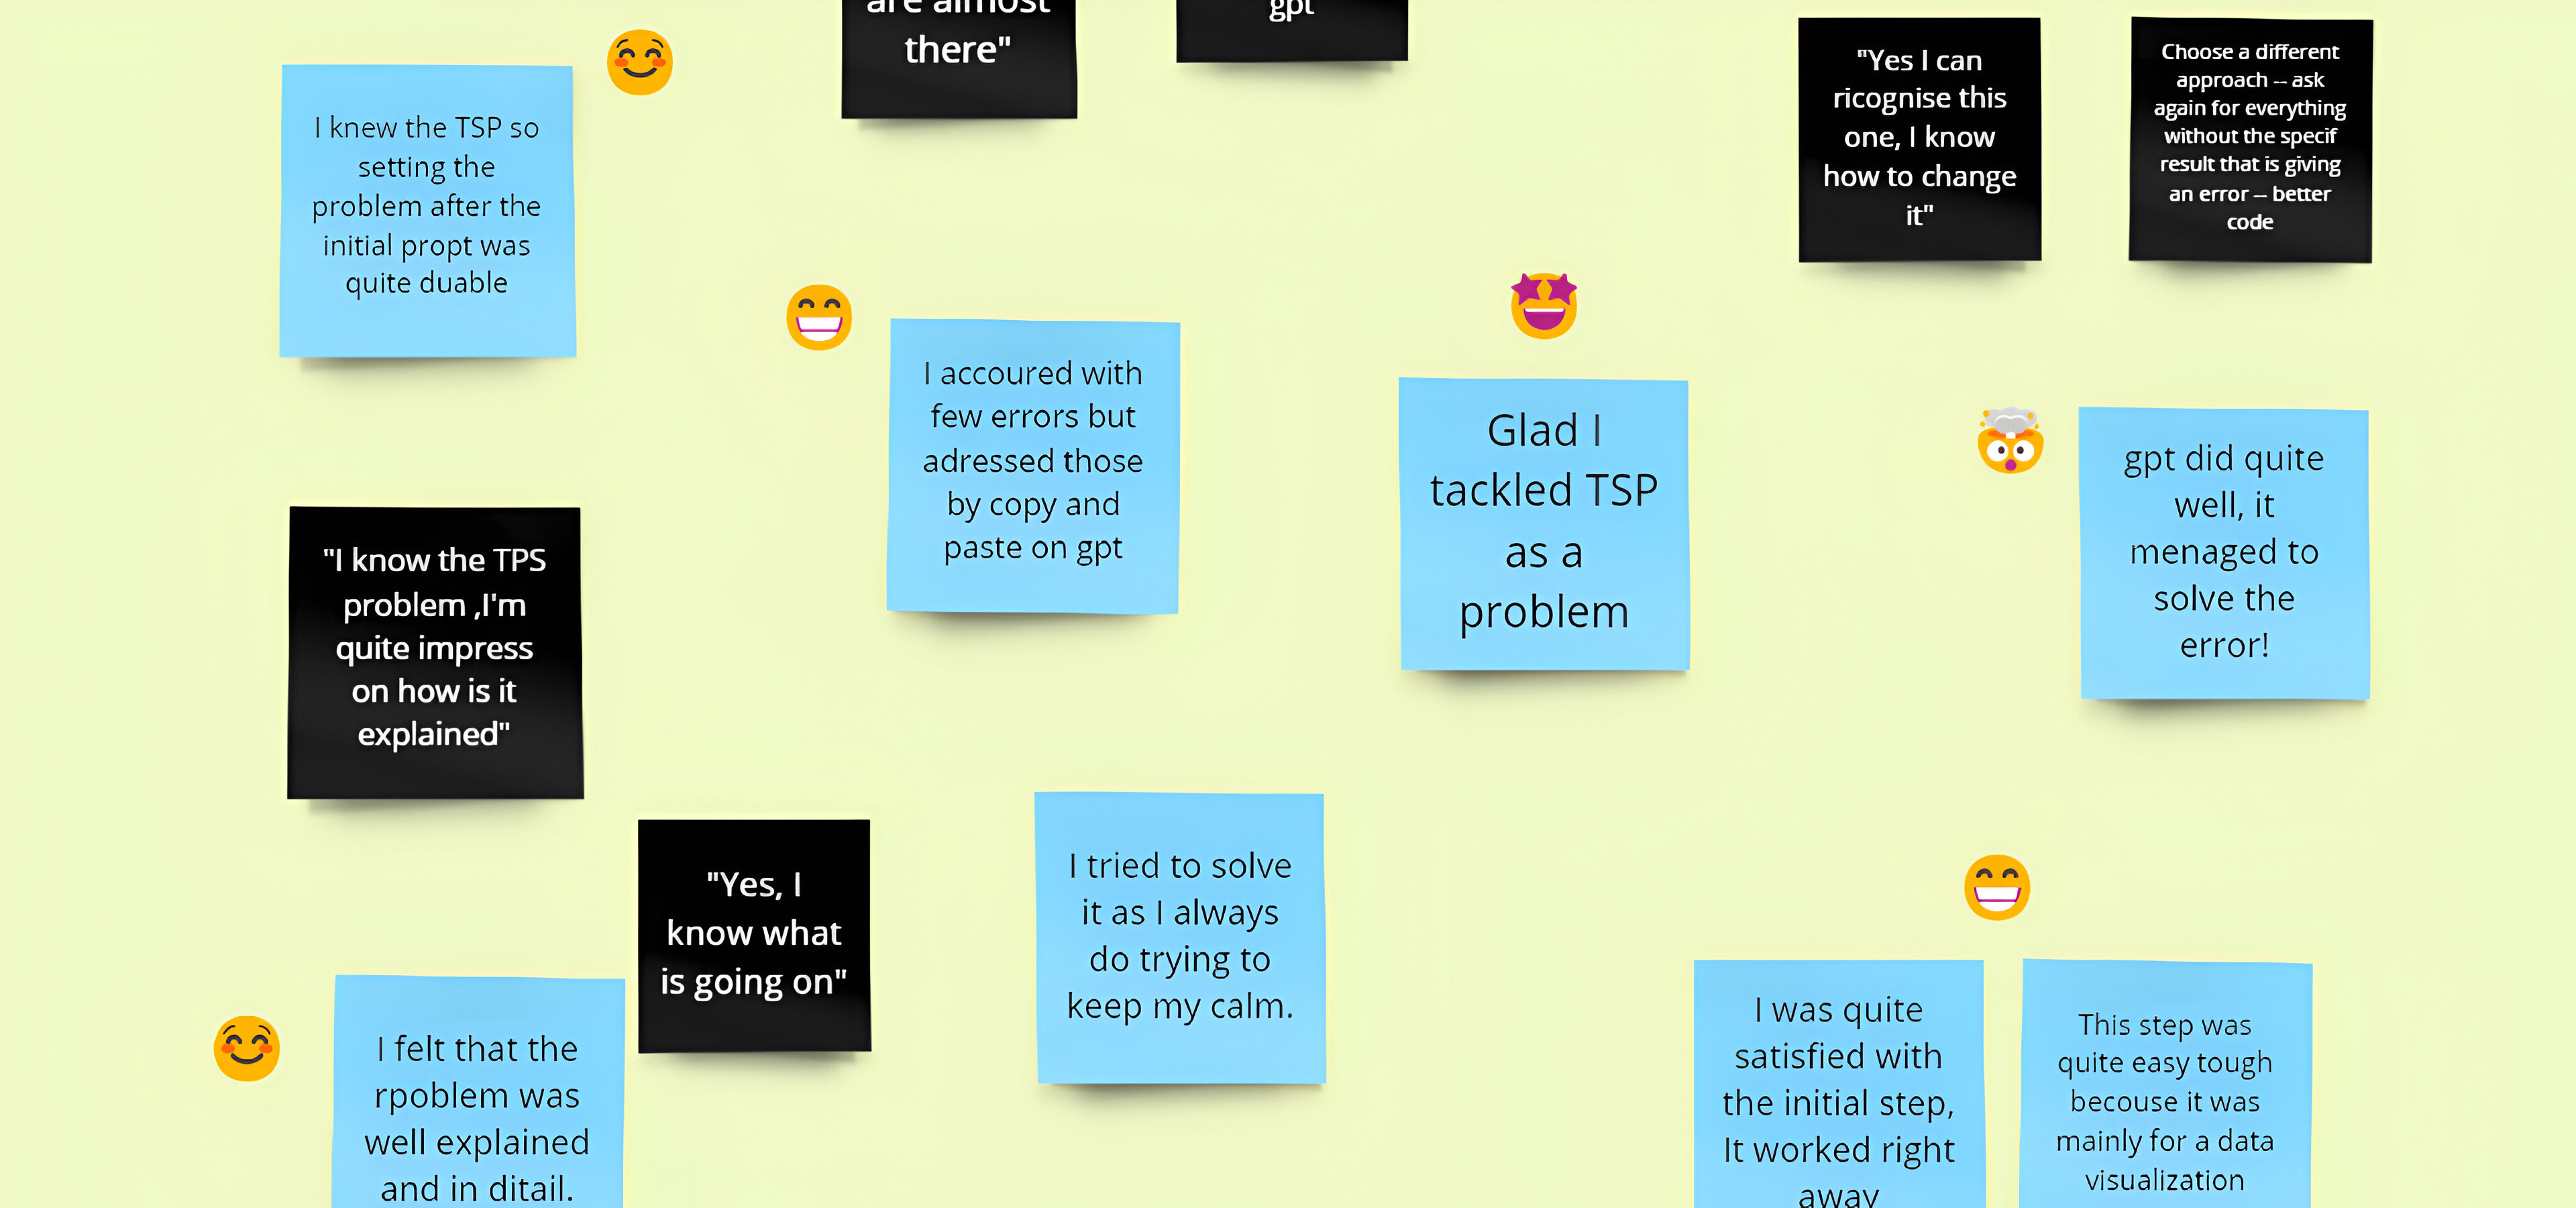 are almost
there"
gpt
"Yes I can
ricognise this
one, I know
how to change
it"
Choose a different
approach -- ask
again for everything
without the specif
result that is giving
an error -- better
code
I knew the TSP so
setting the
problem after the
initial propt was
quite duable
I accoured with
few errors but
adressed those
by copy and
paste on gpt
Glad I
tackled TSP
as a
problem
gpt did quite
well, it
menaged to
solve the
error!
"I know the TPS
problem ,I'm
quite impress
on how is it
explained"
"Yes, I
know what
is going on"
I tried to solve
it as I always
do trying to
keep my calm.
I felt that the
rpoblem was
well explained
and in ditail.
I was quite
satisfied with
the initial step,
It worked right
away
This step was
quite easy tough
becouse it was
mainly for a data
visualization